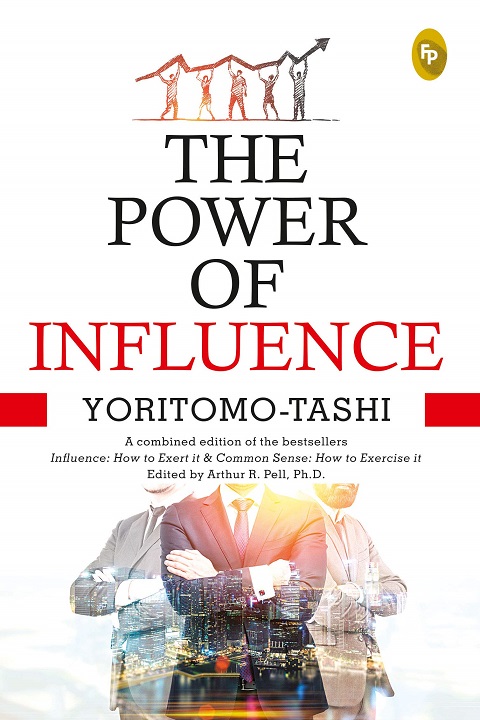 FP
THE
POWER
OF
INFLUENCE
YORITOMO-TASHI
A combined edition of the bestsellers
Influence: How to Exert it & Common Sense: How to Exercise it
Edited by Arthur R. Pell, Ph.D.